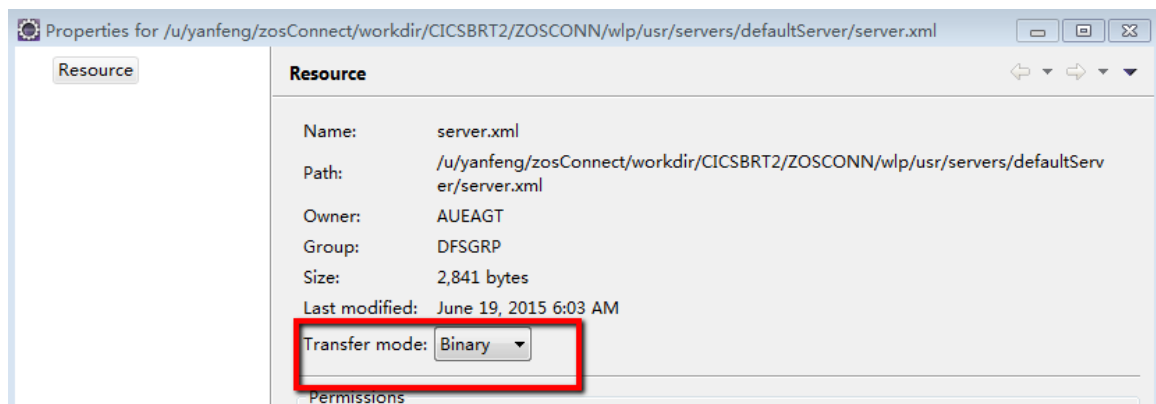 Properties for /u/yanfeng/zosConnect/workdir/CICSBRT2/ZOSCONN/wlp/usr/servers/defaultServer/server.xml
Resource
Resource
Name: server.xml
Path: /u/yanfeng/zosConnect/workdir/CICSBRT2/ZOSCONN/wlp/usr/servers/defaultServ
er/server.xml
Owner: AUEAGT
Group: DFSGRP
Size: 2,841 bytes
Last modified: June 19, 2015 6:03 AM
Transfer mode: Binary
Permissions